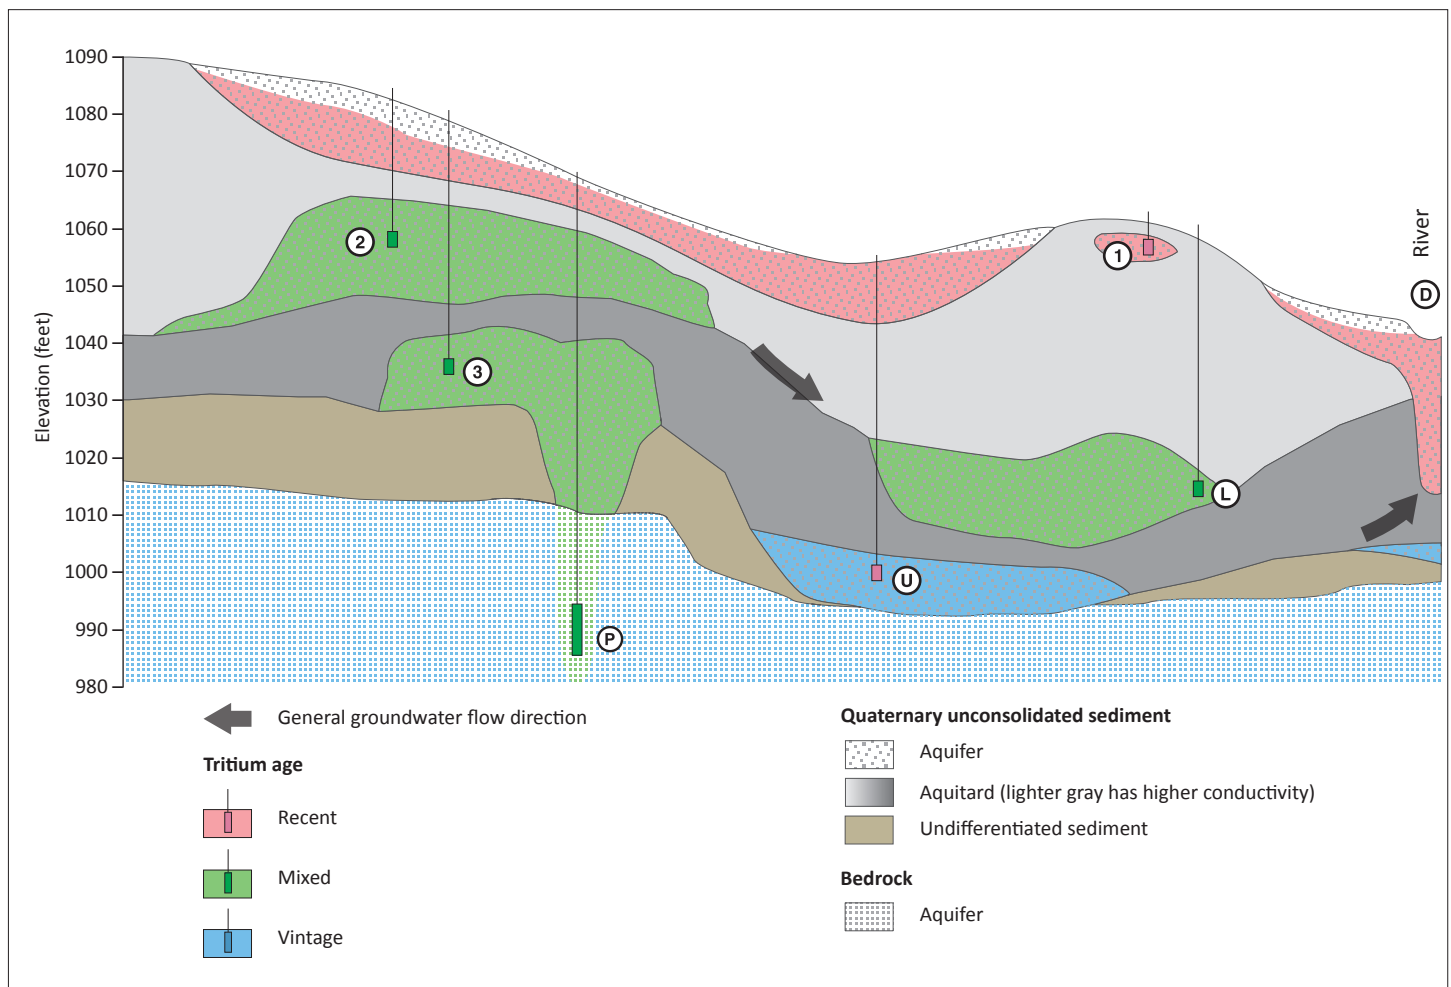 1090
1080
1070
1060
1050
1040
1030
1020
1010
1000
990
980
Elevation (feet)
2
3
P
U
1
L
River
D
General groundwater flow direction
Tritium age
Recent
Mixed
Vintage
Quaternary unconsolidated sediment
Aquifer
Aquitard (lighter gray has higher conductivity)
Undifferentiated sediment
Bedrock
Aquifer